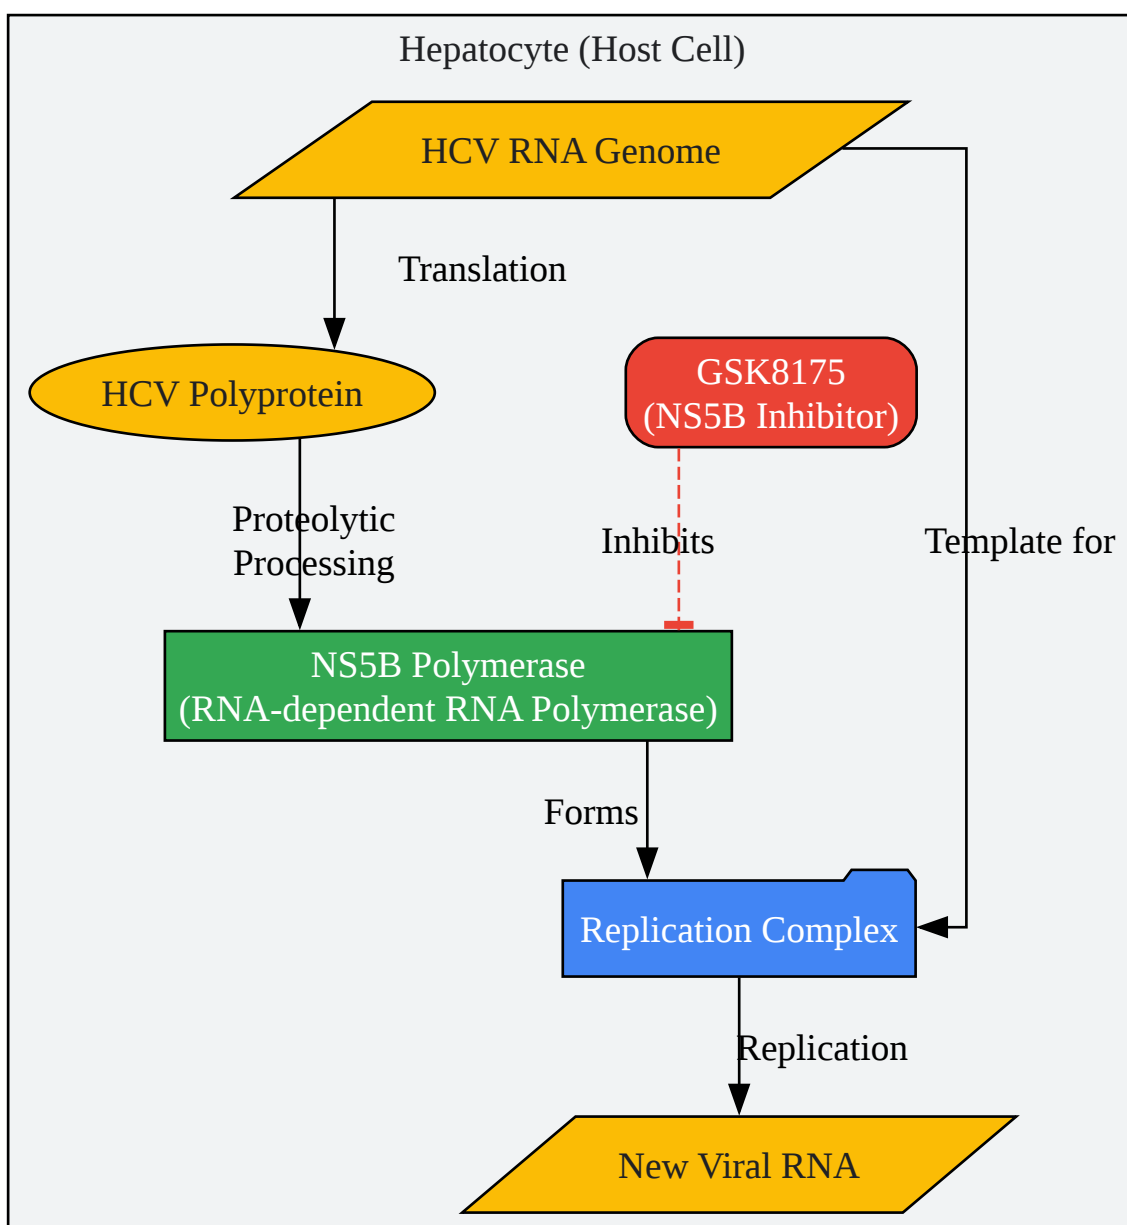 Hepatocyte (Host Cell)
HCV RNA Genome
Translation
HCV Polyprotein
GSK8175
(NS5B Inhibitor)
Proteolytic
Processing
Inhibits
Template for
NS5B Polymerase
(RNA-dependent RNA Polymerase)
Forms
Replication Complex
Replication
New Viral RNA